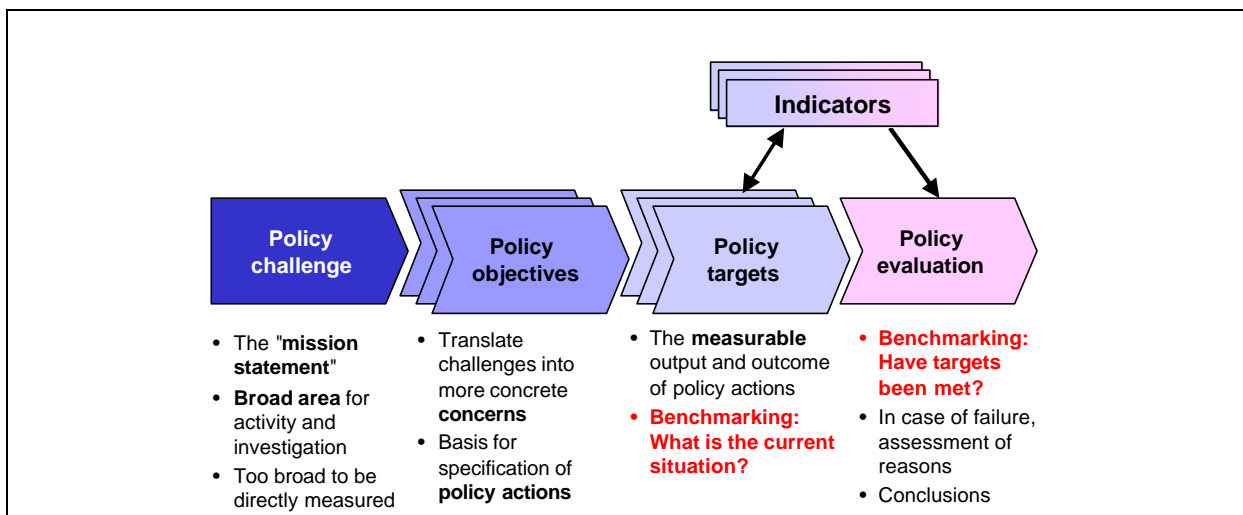 Indicators
Policy
challenge
Policy
objectives
Policy
targets
Policy
evaluation
• The "mission
statement"
• Broad area for
activity and
investigation
• Too broad to be
directly measured
• Translate
challenges into
more concrete
concerns
• Basis for
specification of
policy actions
• The measurable
output and outcome
of policy actions
• Benchmarking:
What is the current
situation?
• Benchmarking:
Have targets
been met?
• In case of failure,
assessment of
reasons
• Conclusions